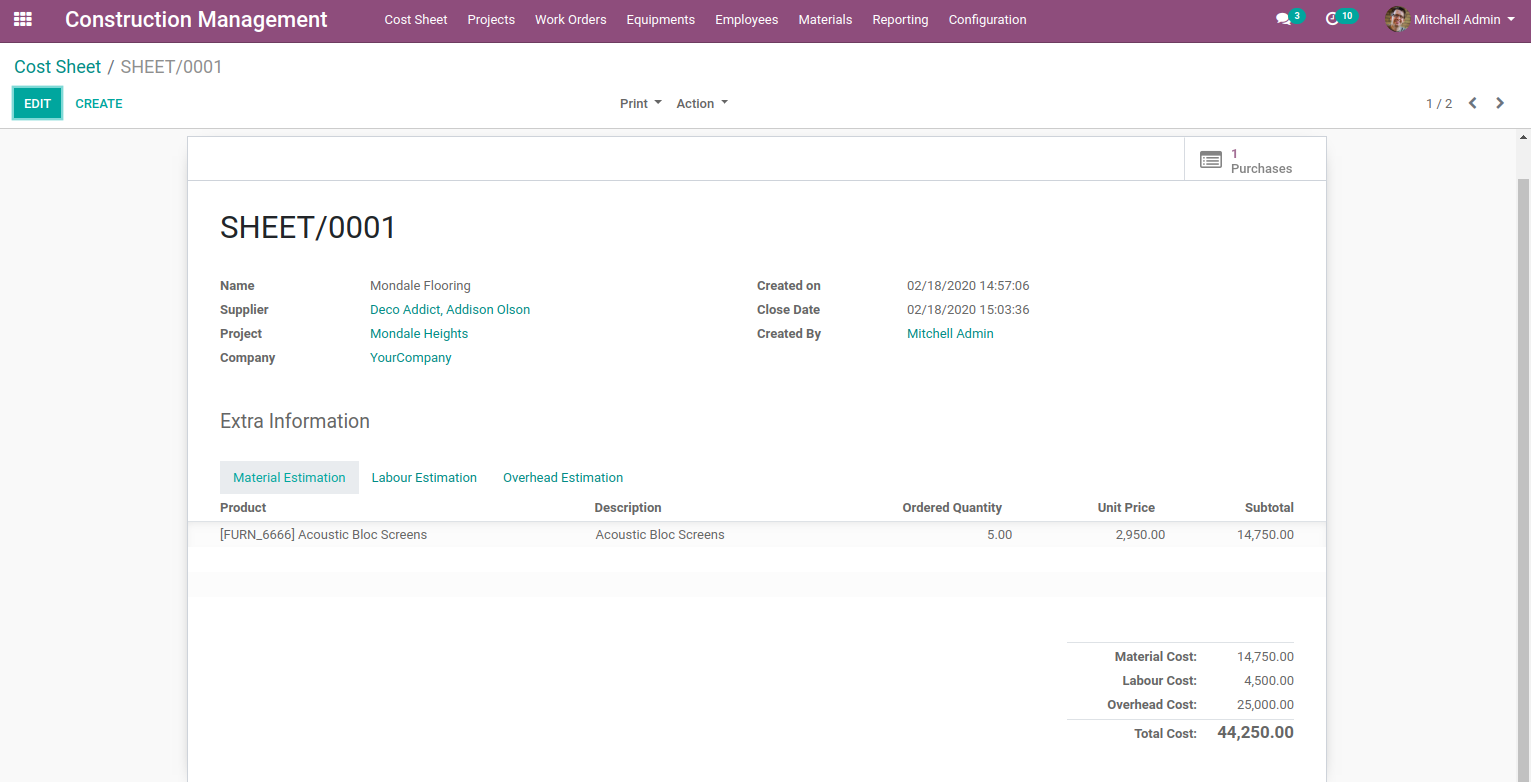 Construction Management Cost Sheet Projects Work Orders Equipments Employees Materials Reporting Configuration 3 10 Mitchell Admin
Cost Sheet / SHEET/0001
EDIT CREATE Print Action 1 / 2
1
Purchases
SHEET/0001
Name Mondale Flooring Created on 02/18/2020 14:57:06
Supplier Deco Addict, Addison Olson Close Date 02/18/2020 15:03:36
Project Mondale Heights Created By Mitchell Admin
Company YourCompany
Extra Information
Material Estimation Labour Estimation Overhead Estimation
Product Description Ordered Quantity Unit Price Subtotal
[FURN_6666] Acoustic Bloc Screens Acoustic Bloc Screens 5.00 2,950.00 14,750.00
Material Cost: 14,750.00
Labour Cost: 4,500.00
Overhead Cost: 25,000.00
Total Cost: 44,250.00